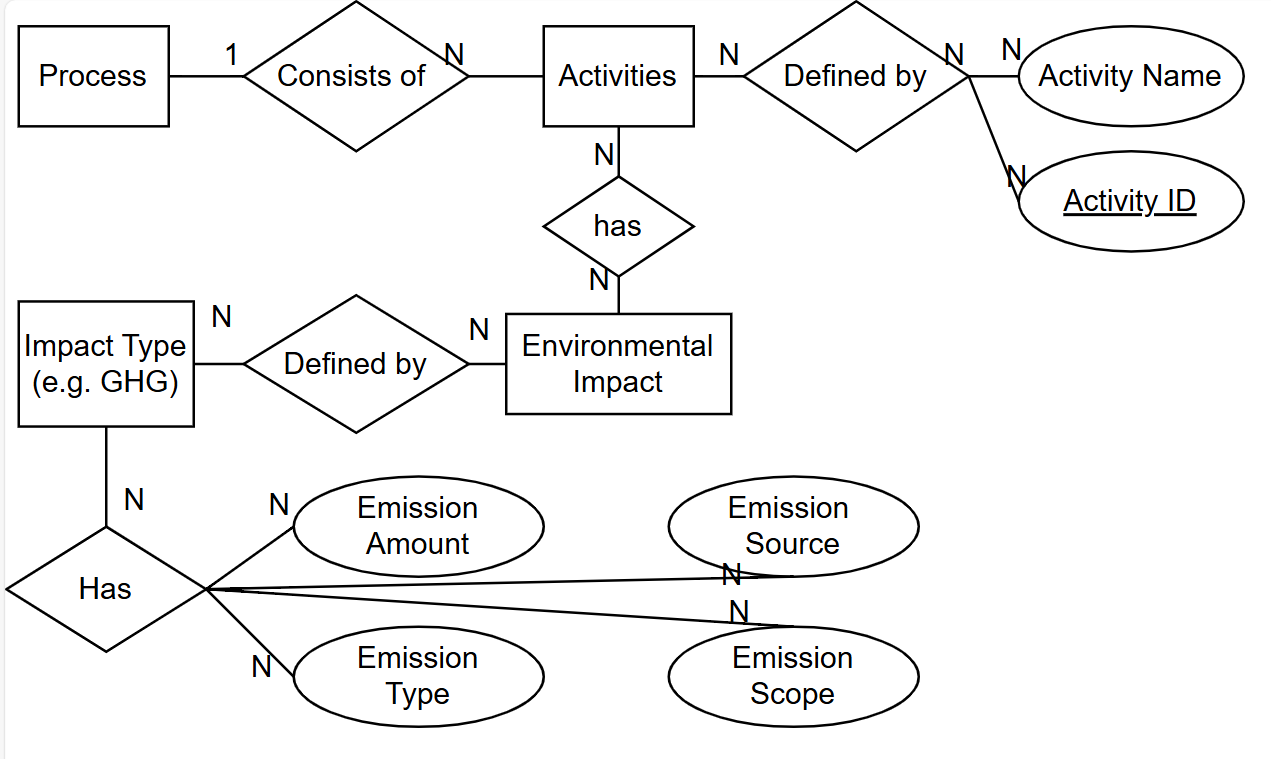 Process
1
Consists of
N
Activities
N
Defined by
N
N
Activity Name
N
Activity ID
N
has
N
Impact Type
(e.g. GHG)
N
Defined by
N
Environmental
Impact
N
Has
N
Emission
Amount
N
Emission
Source
N
Emission
Type
N
Emission
Scope